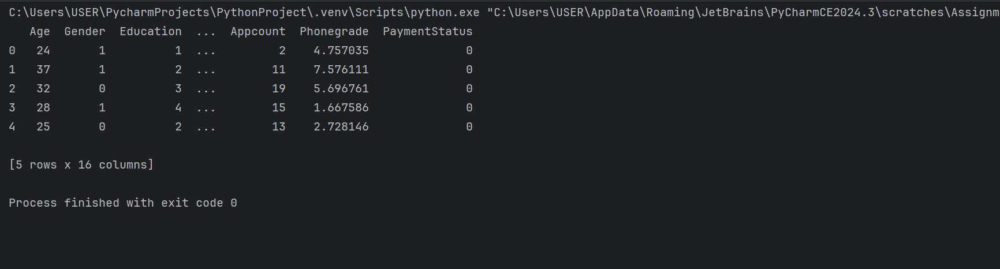 C:\Users\USER\PycharmProjects\PythonProject\.venv\Scripts\python.exe "C:\Users\USER\AppData\Roaming\JetBrains\PyCharmCE2024.3\scratches\Assignm
   Age  Gender  Education  ...  Appcount  Phonegrade  PaymentStatus
0   24       1          1  ...         2    4.757035              0
1   37       1          2  ...        11    7.576111              0
2   32       0          3  ...        19    5.696761              0
3   28       1          4  ...        15    1.667586              0
4   25       0          2  ...        13    2.728146              0
[5 rows x 16 columns]
Process finished with exit code 0